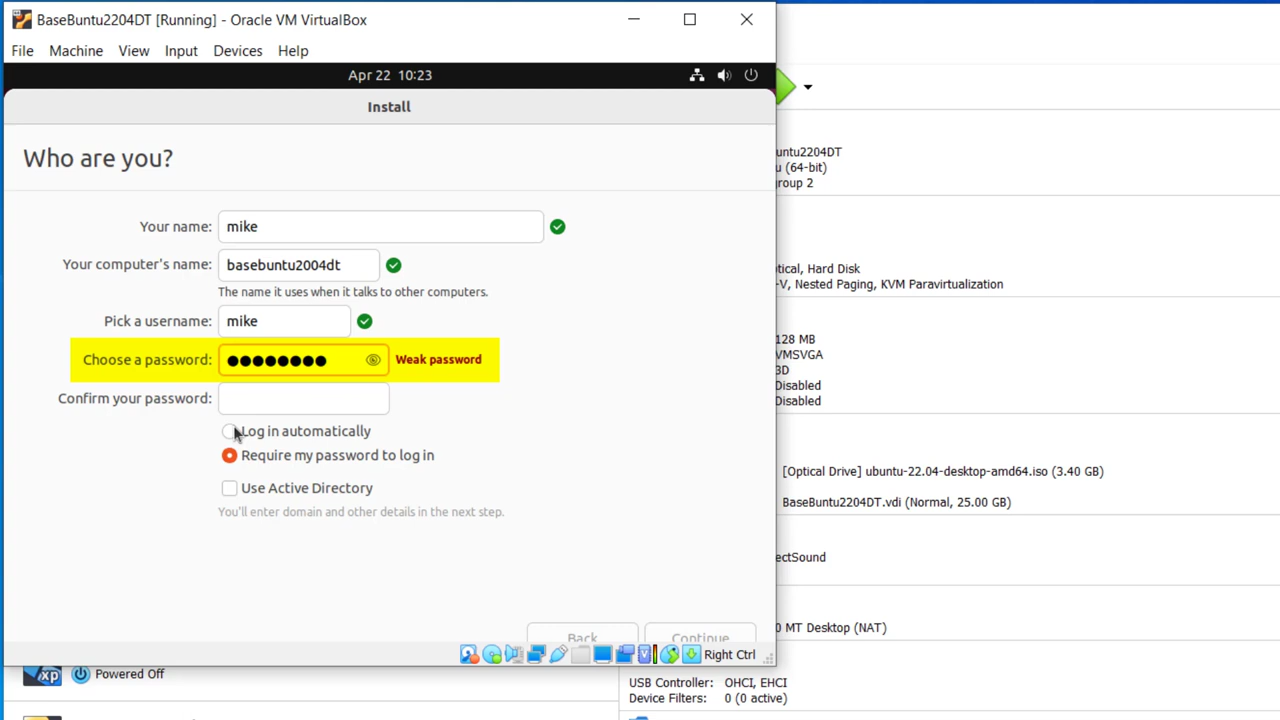 BaseBuntu2204DT [Running] - Oracle VM VirtualBox
File Machine View Input Devices Help
Apr 22 10:23
Install
Who are you?
Your name: mike
Your computer's name: basebuntu2004dt
The name it uses when it talks to other computers.
Pick a username: mike
Choose a password: ●●●●●●●● Weak password
Confirm your password:
Log in automatically
Require my password to log in
Use Active Directory
You'll enter domain and other details in the next step.
Back Continue
Right Ctrl
xp Powered Off
untu2204DT
u (64-bit)
group 2
tical, Hard Disk
-V, Nested Paging, KVM Paravirtualization
128 MB
VMSVGA
3D
Disabled
Disabled
[Optical Drive] ubuntu-22.04-desktop-amd64.iso (3.40 GB)
BaseBuntu2204DT.vdi (Normal, 25.00 GB)
ectSound
0 MT Desktop (NAT)
USB Controller: OHCI, EHCI
Device Filters: 0 (0 active)